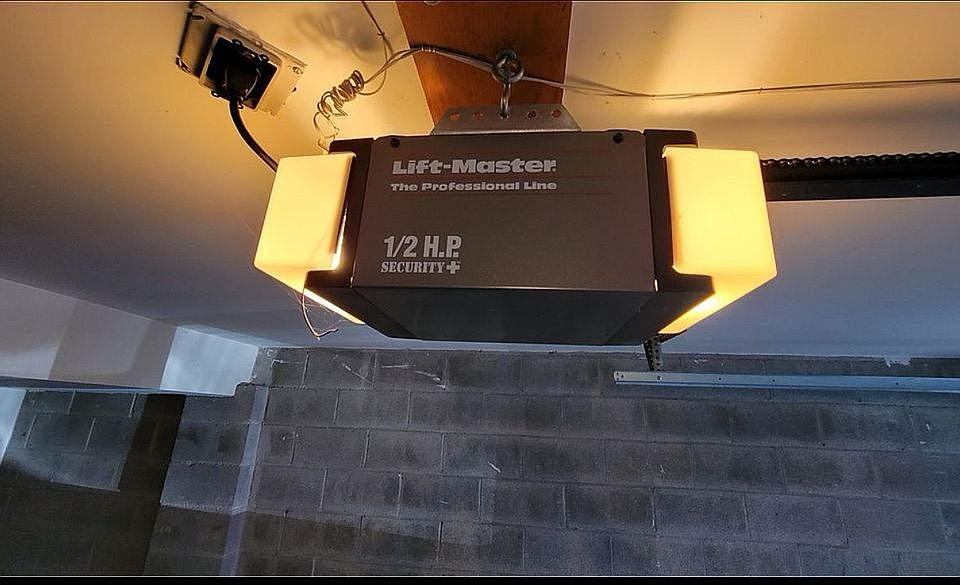 Lift-Master.
The Professional Line
1/2 H.P.
SECURITY+